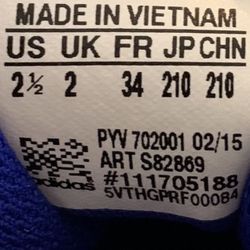 MADE IN VIETNAM
US UK FR JP CHN
2½ 2 34 210 210
PYV 702001 02/15
ART S82869
#111705188
adidas 5VTHGPRF00084